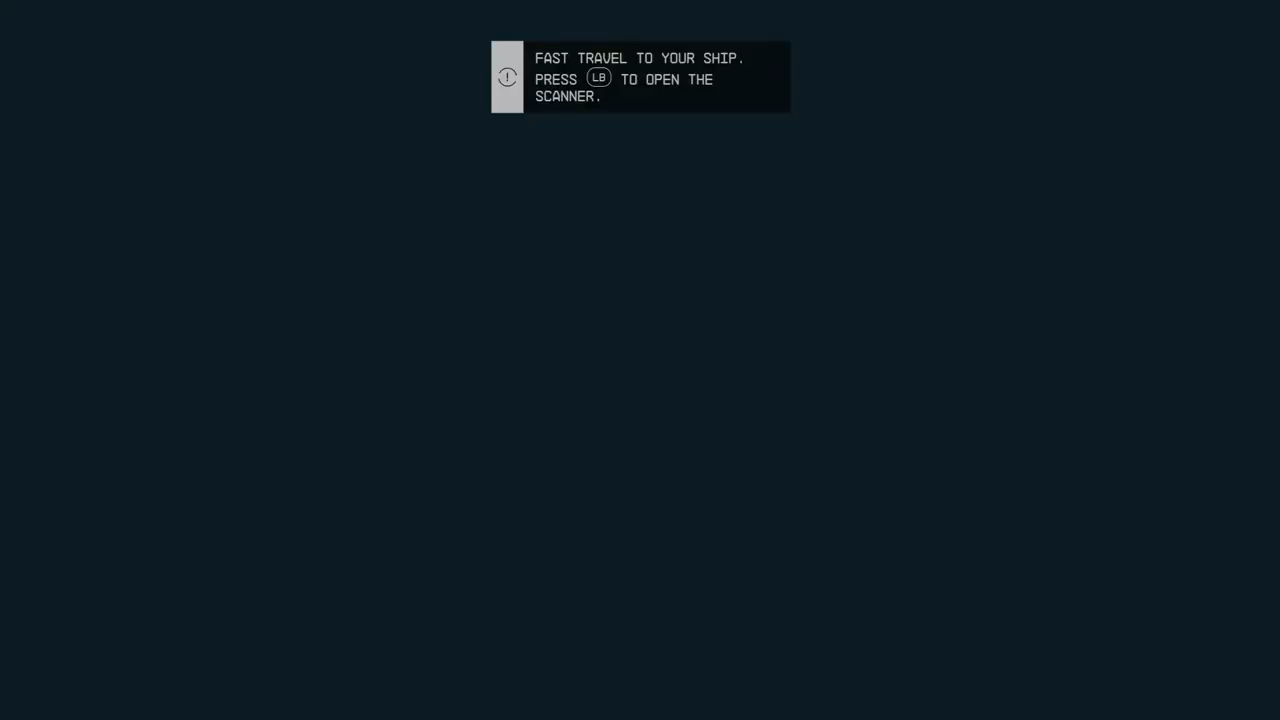 FAST TRAVEL TO YOUR SHIP.
PRESS LB TO OPEN THE
SCANNER.